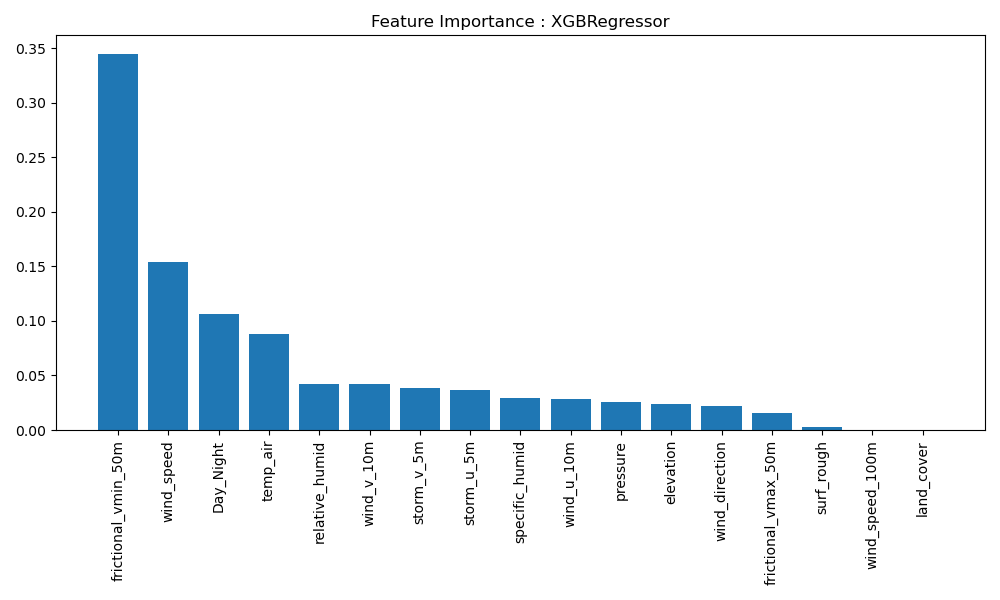 Feature Importance : XGBRegressor
0.35
0.30
0.25
0.20
0.15
0.10
0.05
0.00
frictional_vmin_50m
wind_speed
Day_Night
temp_air
relative_humid
wind_v_10m
storm_v_5m
storm_u_5m
specific_humid
wind_u_10m
pressure
elevation
wind_direction
frictional_vmax_50m
surf_rough
wind_speed_100m
land_cover